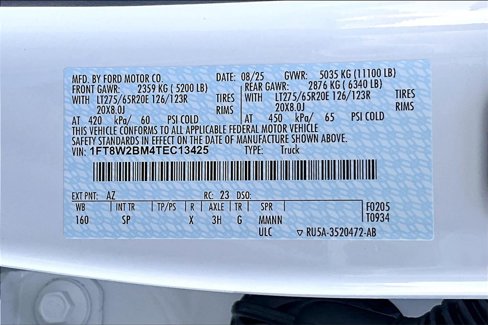 MFD. BY FORD MOTOR CO. 08/25 GVWR: 5035 KG (11100 LB)
FRONT GAWR: 2359 KG (5200 LB) REAR GAWR: 2876 KG (6340 LB)
WITH LT275/65R20E 126/123R TIRES WITH LT275/65R20E 126/123R TIRES
20X8.0J RIMS 20X8.0J RIMS
AT 420 kPa/ 60 PSI COLD AT 450 kPa/ 65 PSI COLD
THIS VEHICLE CONFORMS TO ALL APPLICABLE FEDERAL MOTOR VEHICLE
SAFETY STANDARDS IN EFFECT ON THE DATE OF MANUFACTURE SHOWN ABOVE.
VIN: 1FT8W2BM4TEC13425 TYPE: Truck
EXT PNT: AZ RC: 23 DSO:
WB INT TR TP/PS R AXLE TR SPR F0205
160 SP X 3H G MMNN T0934
ULC ▽ RU5A-3520472-AB